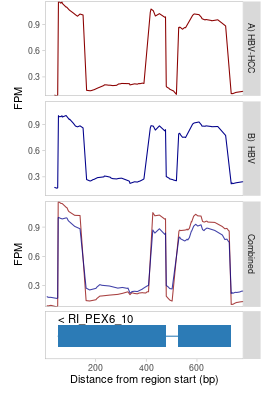 0.9
0.6
0.3
A) HBV-HCC
FPM
0.9
0.6
0.3
B) HBV
0.9
0.6
0.3
FPM
Combined
< RI_PEX6_10
200 400 600
Distance from region start (bp)